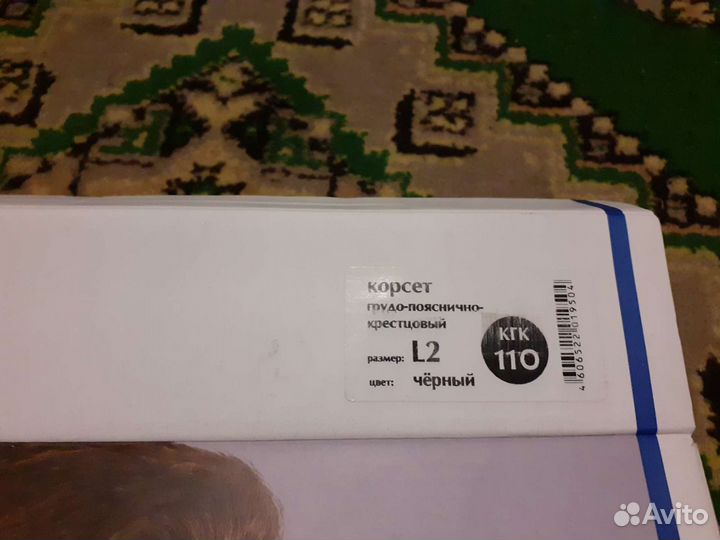 корсет
грудо-пояснично-
крестцовый
размер: L2
цвет: чёрный
КГК
110
4606522019504
Avito